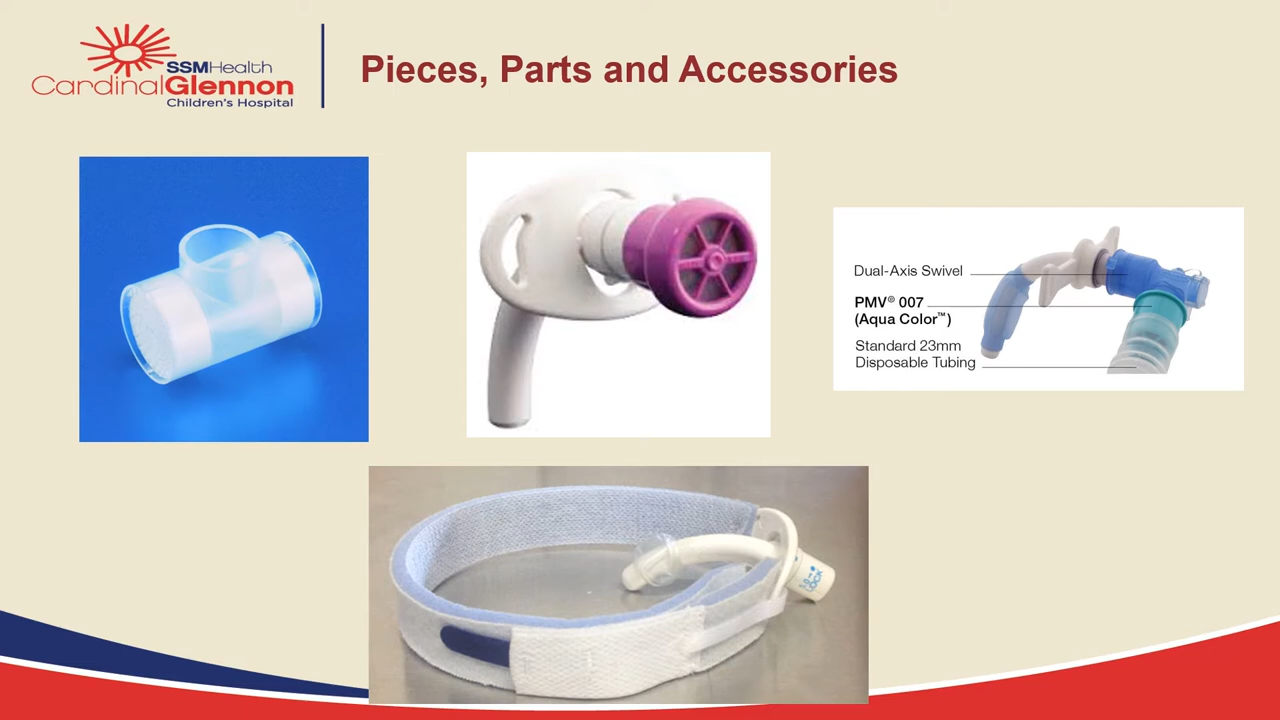 SSMHealth
CardinalGlennon
Children's Hospital
Pieces, Parts and Accessories
Dual-Axis Swivel
PMV® 007
(Aqua Color™)
Standard 23mm
Disposable Tubing
LOCK